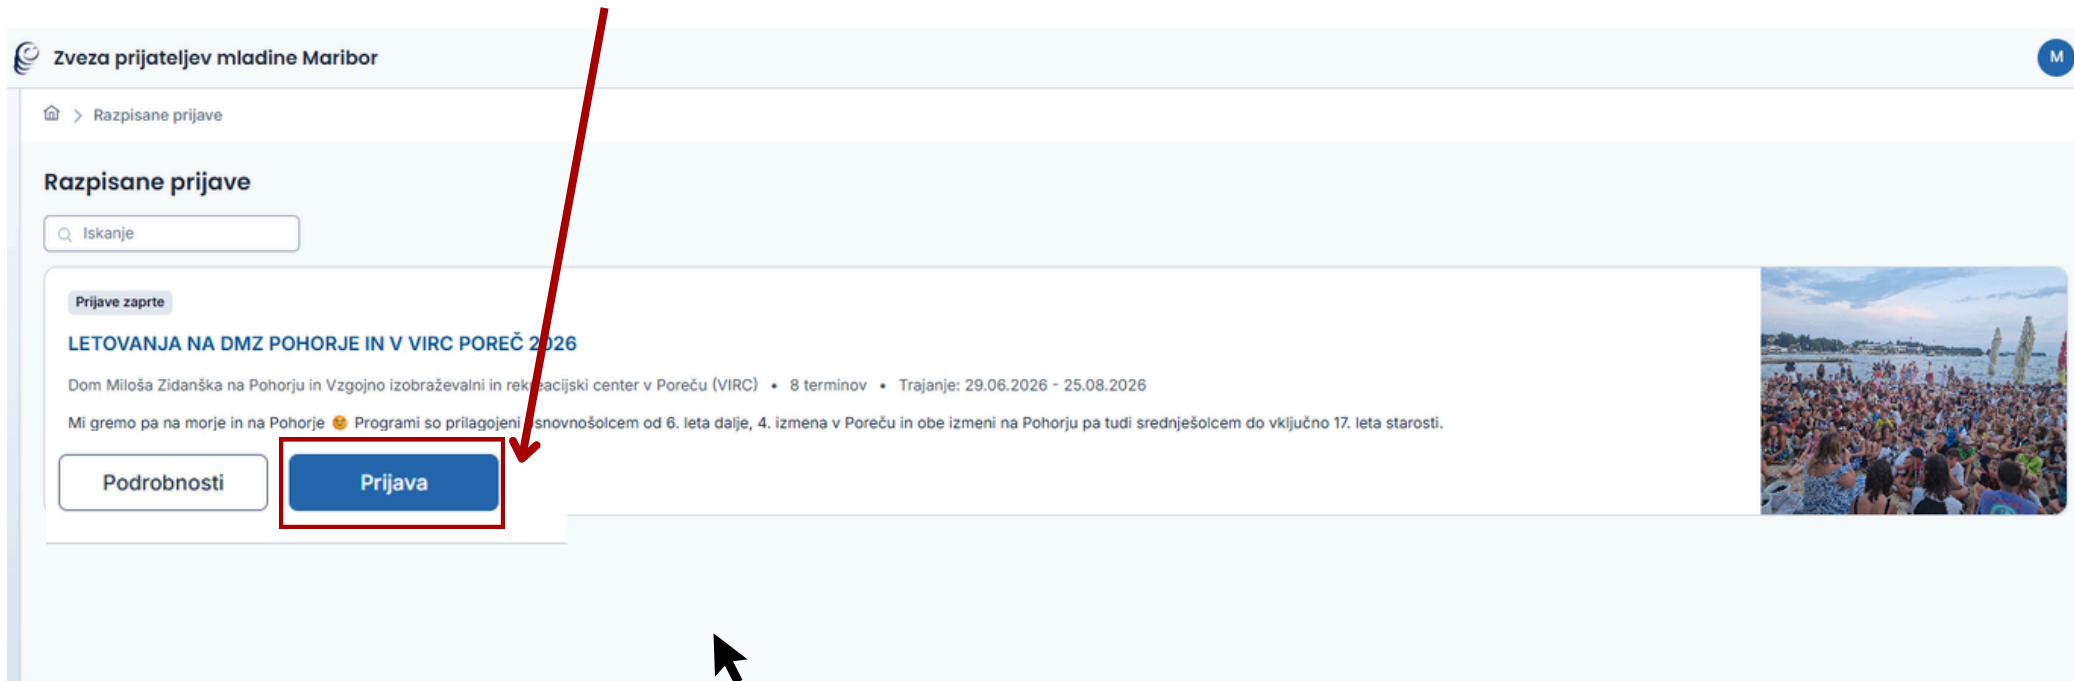 Zveza prijateljev mladine Maribor
M
Razpisane prijave
Razpisane prijave
Iskanje
Prijave zaprte
LETOVANJA NA DMZ POHORJE IN V VIRC POREČ 2026
Dom Miloša Zidanška na Pohorju in Vzgojno izobraževalni in rekreacijski center v Poreču (VIRC) • 8 terminov • Trajanje: 29.06.2026 - 25.08.2026
Mi gremo pa na morje in na Pohorje 🌞 Programi so prilagojeni osnovnošolcem od 6. leta dalje, 4. izmena v Poreču in obe izmeni na Pohorju pa tudi srednješolcem do vključno 17. leta starosti.
Podrobnosti
Prijava